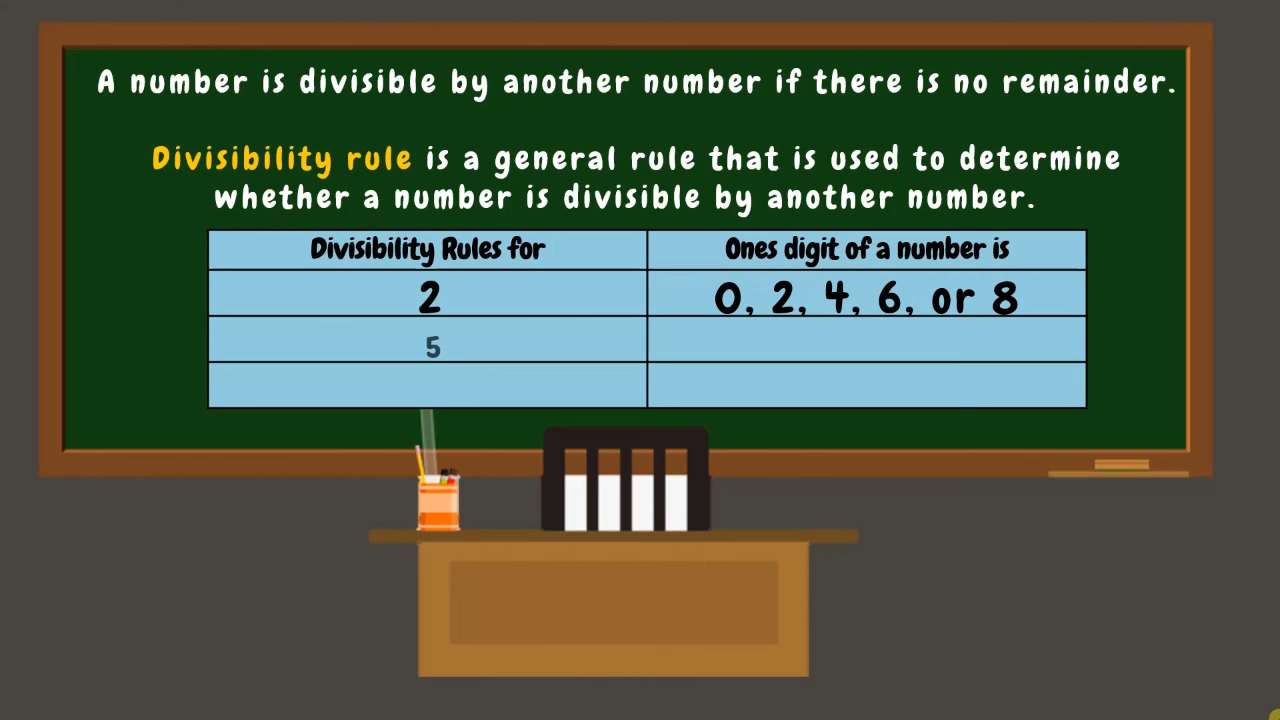 A number is divisible by another number if there is no remainder.
Divisibility rule is a general rule that is used to determine
whether a number is divisible by another number.
Divisibility Rules for
Ones digit of a number is
2
0, 2, 4, 6, or 8
5